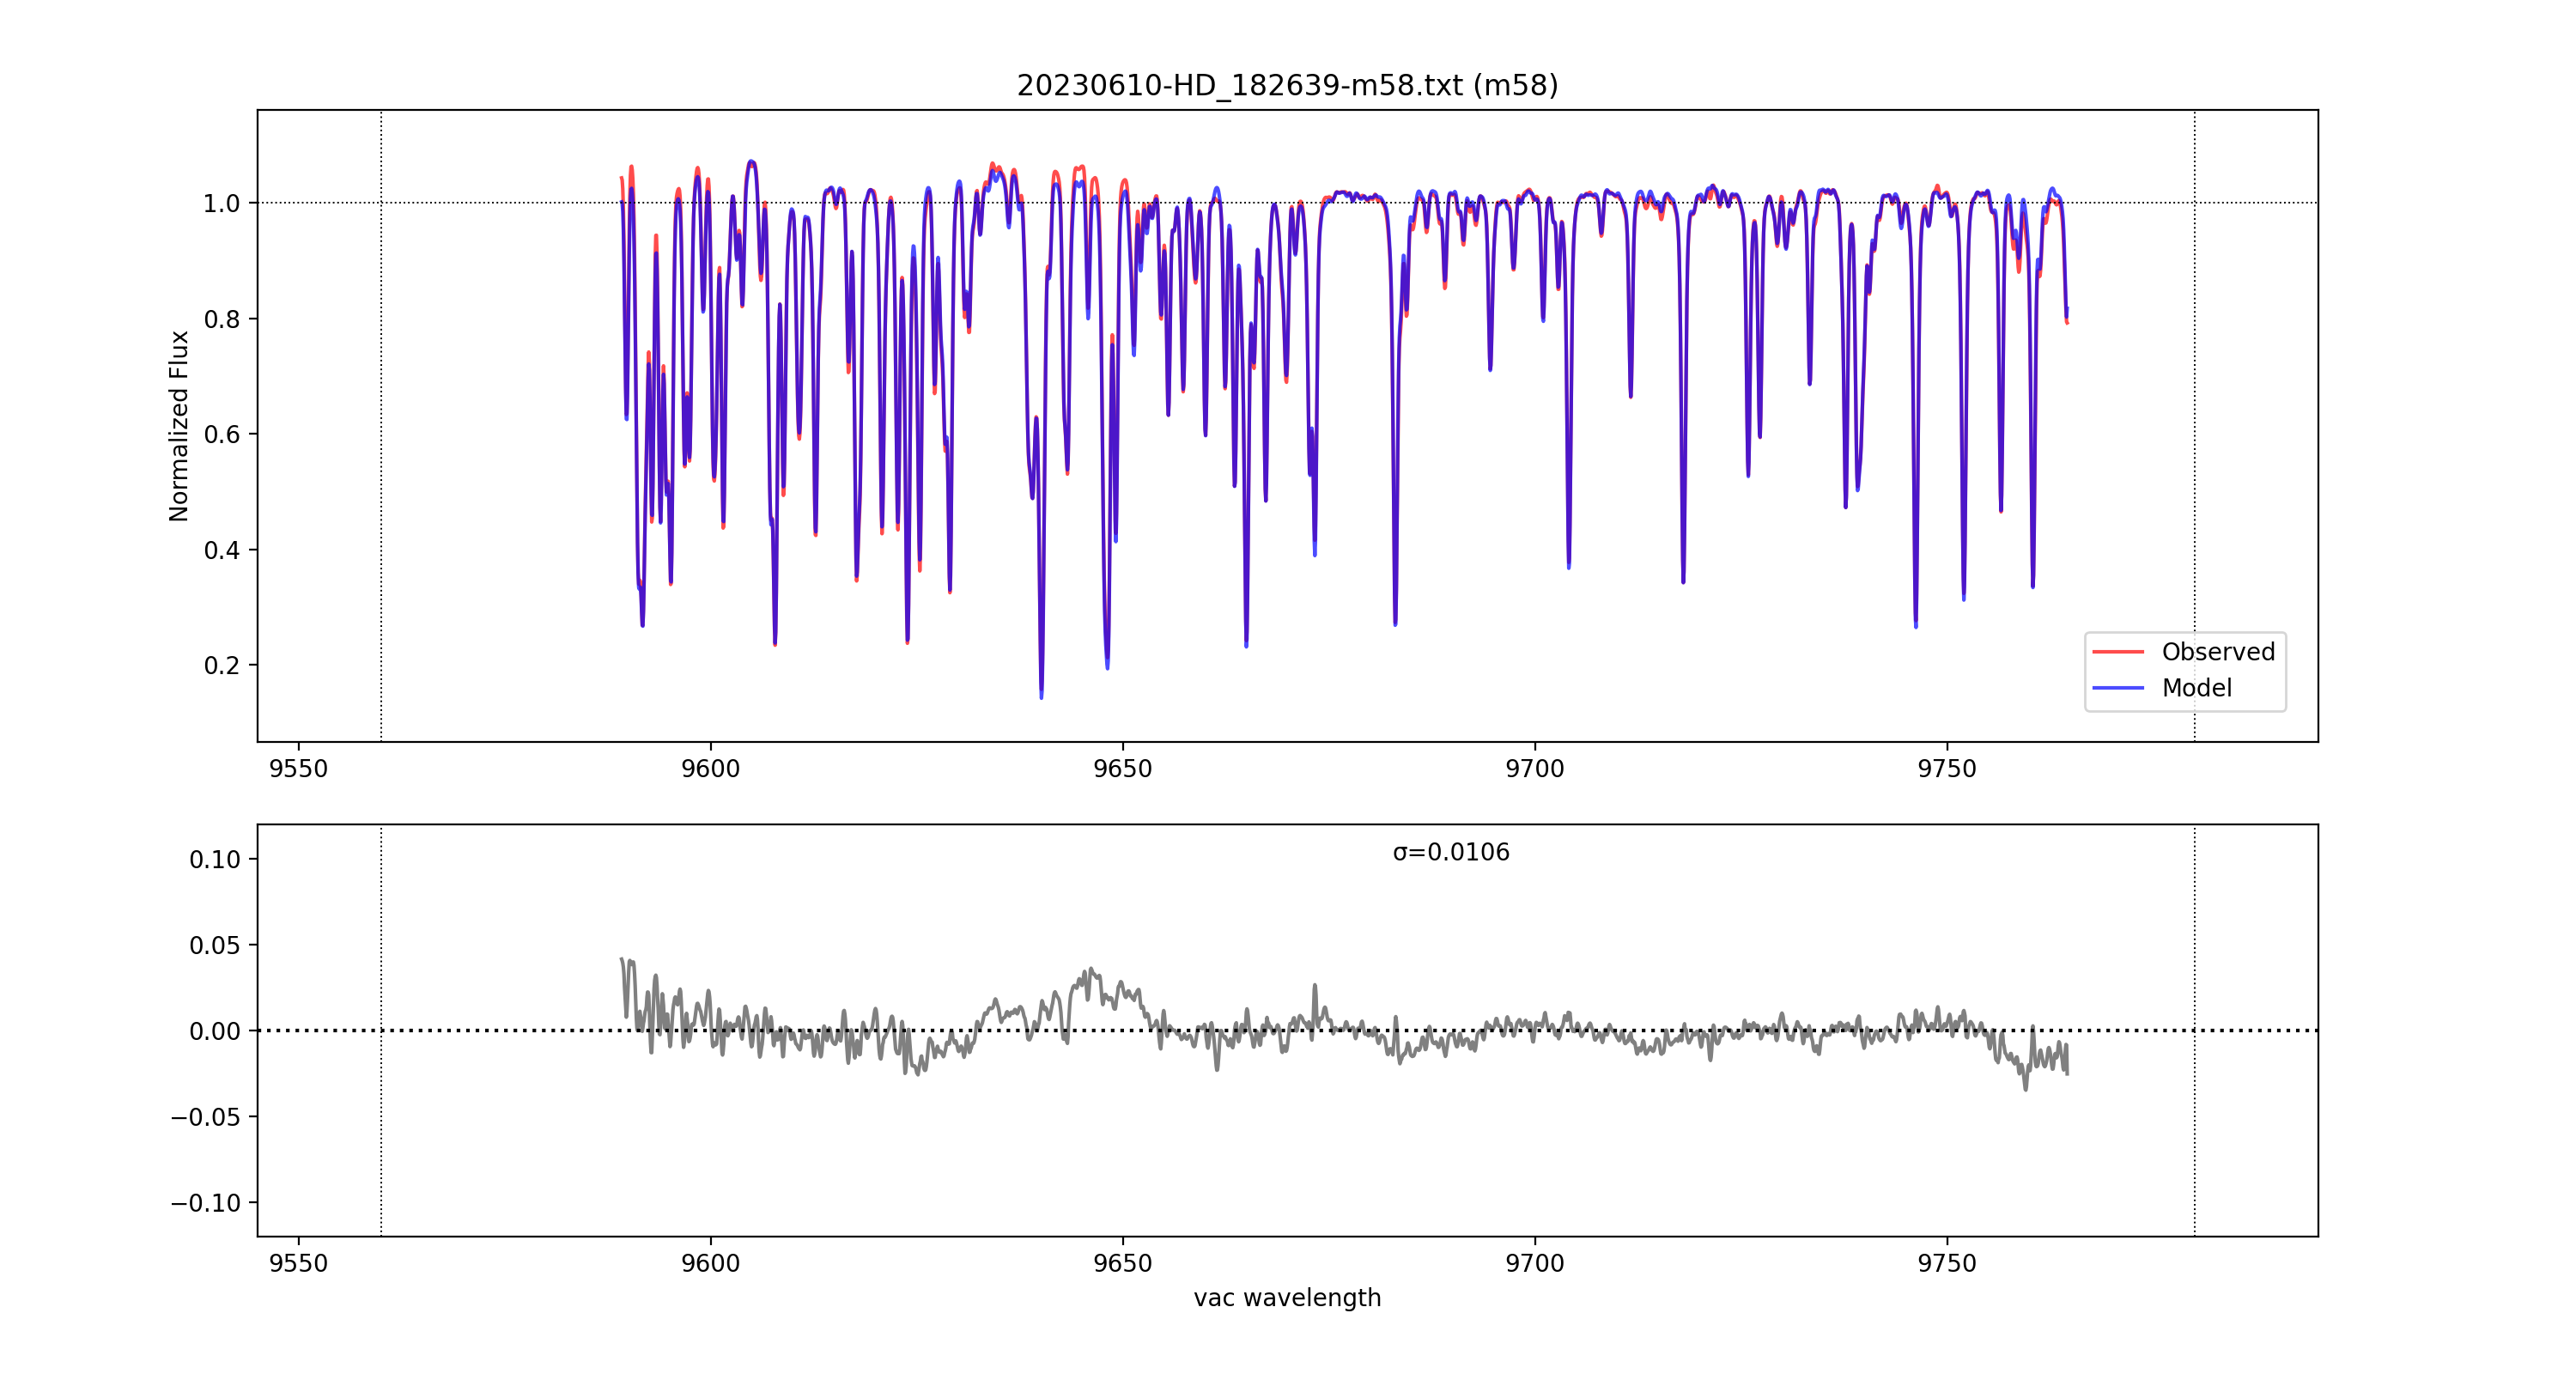 20230610-HD_182639-m58.txt (m58)
Normalized Flux
1.0
0.8
0.6
0.4
0.2
Observed
Model
9550 9600 9650 9700 9750
σ=0.0106
0.10
0.05
0.00
−0.05
−0.10
9550 9600 9650 9700 9750
vac wavelength